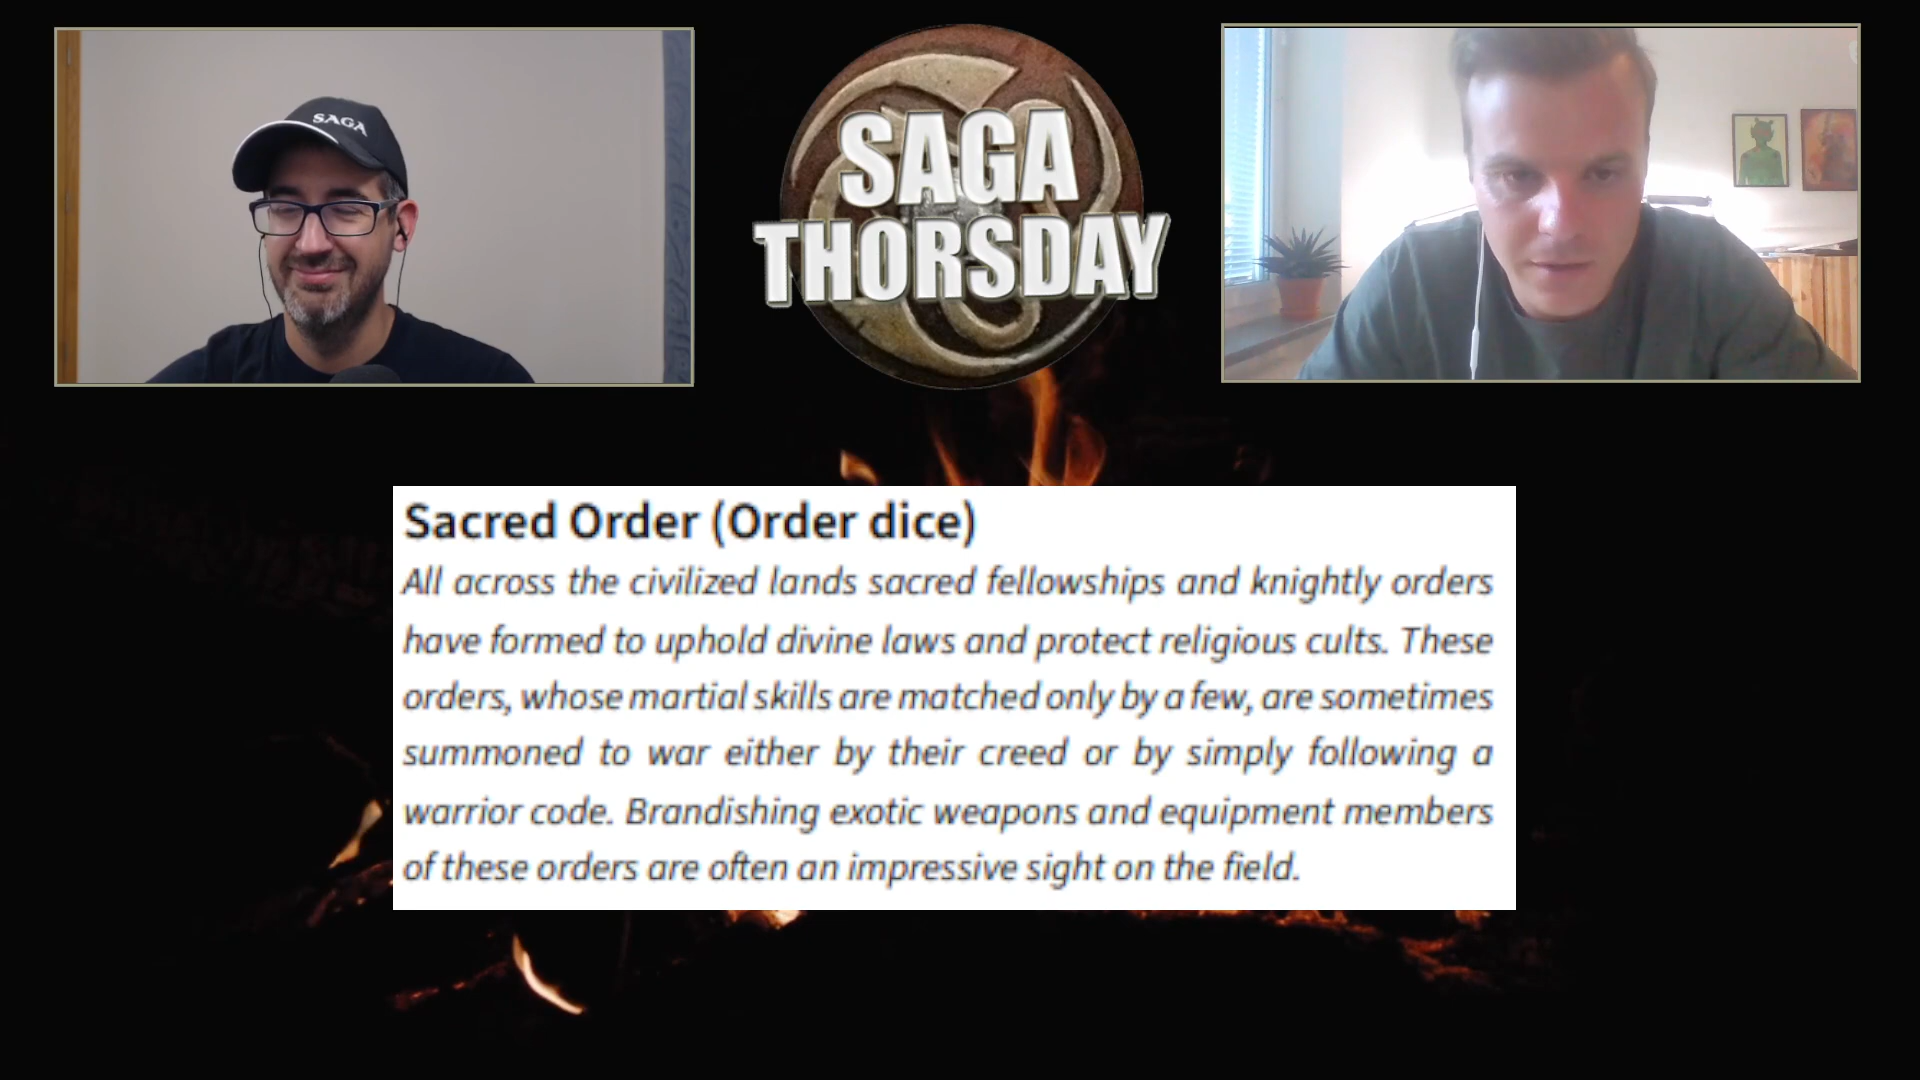 SAGA
SAGA
THORSDAY
Sacred Order (Order dice)
All across the civilized lands sacred fellowships and knightly orders
have formed to uphold divine laws and protect religious cults. These
orders, whose martial skills are matched only by a few, are sometimes
summoned to war either by their creed or by simply following a
warrior code. Brandishing exotic weapons and equipment members
of these orders are often an impressive sight on the field.